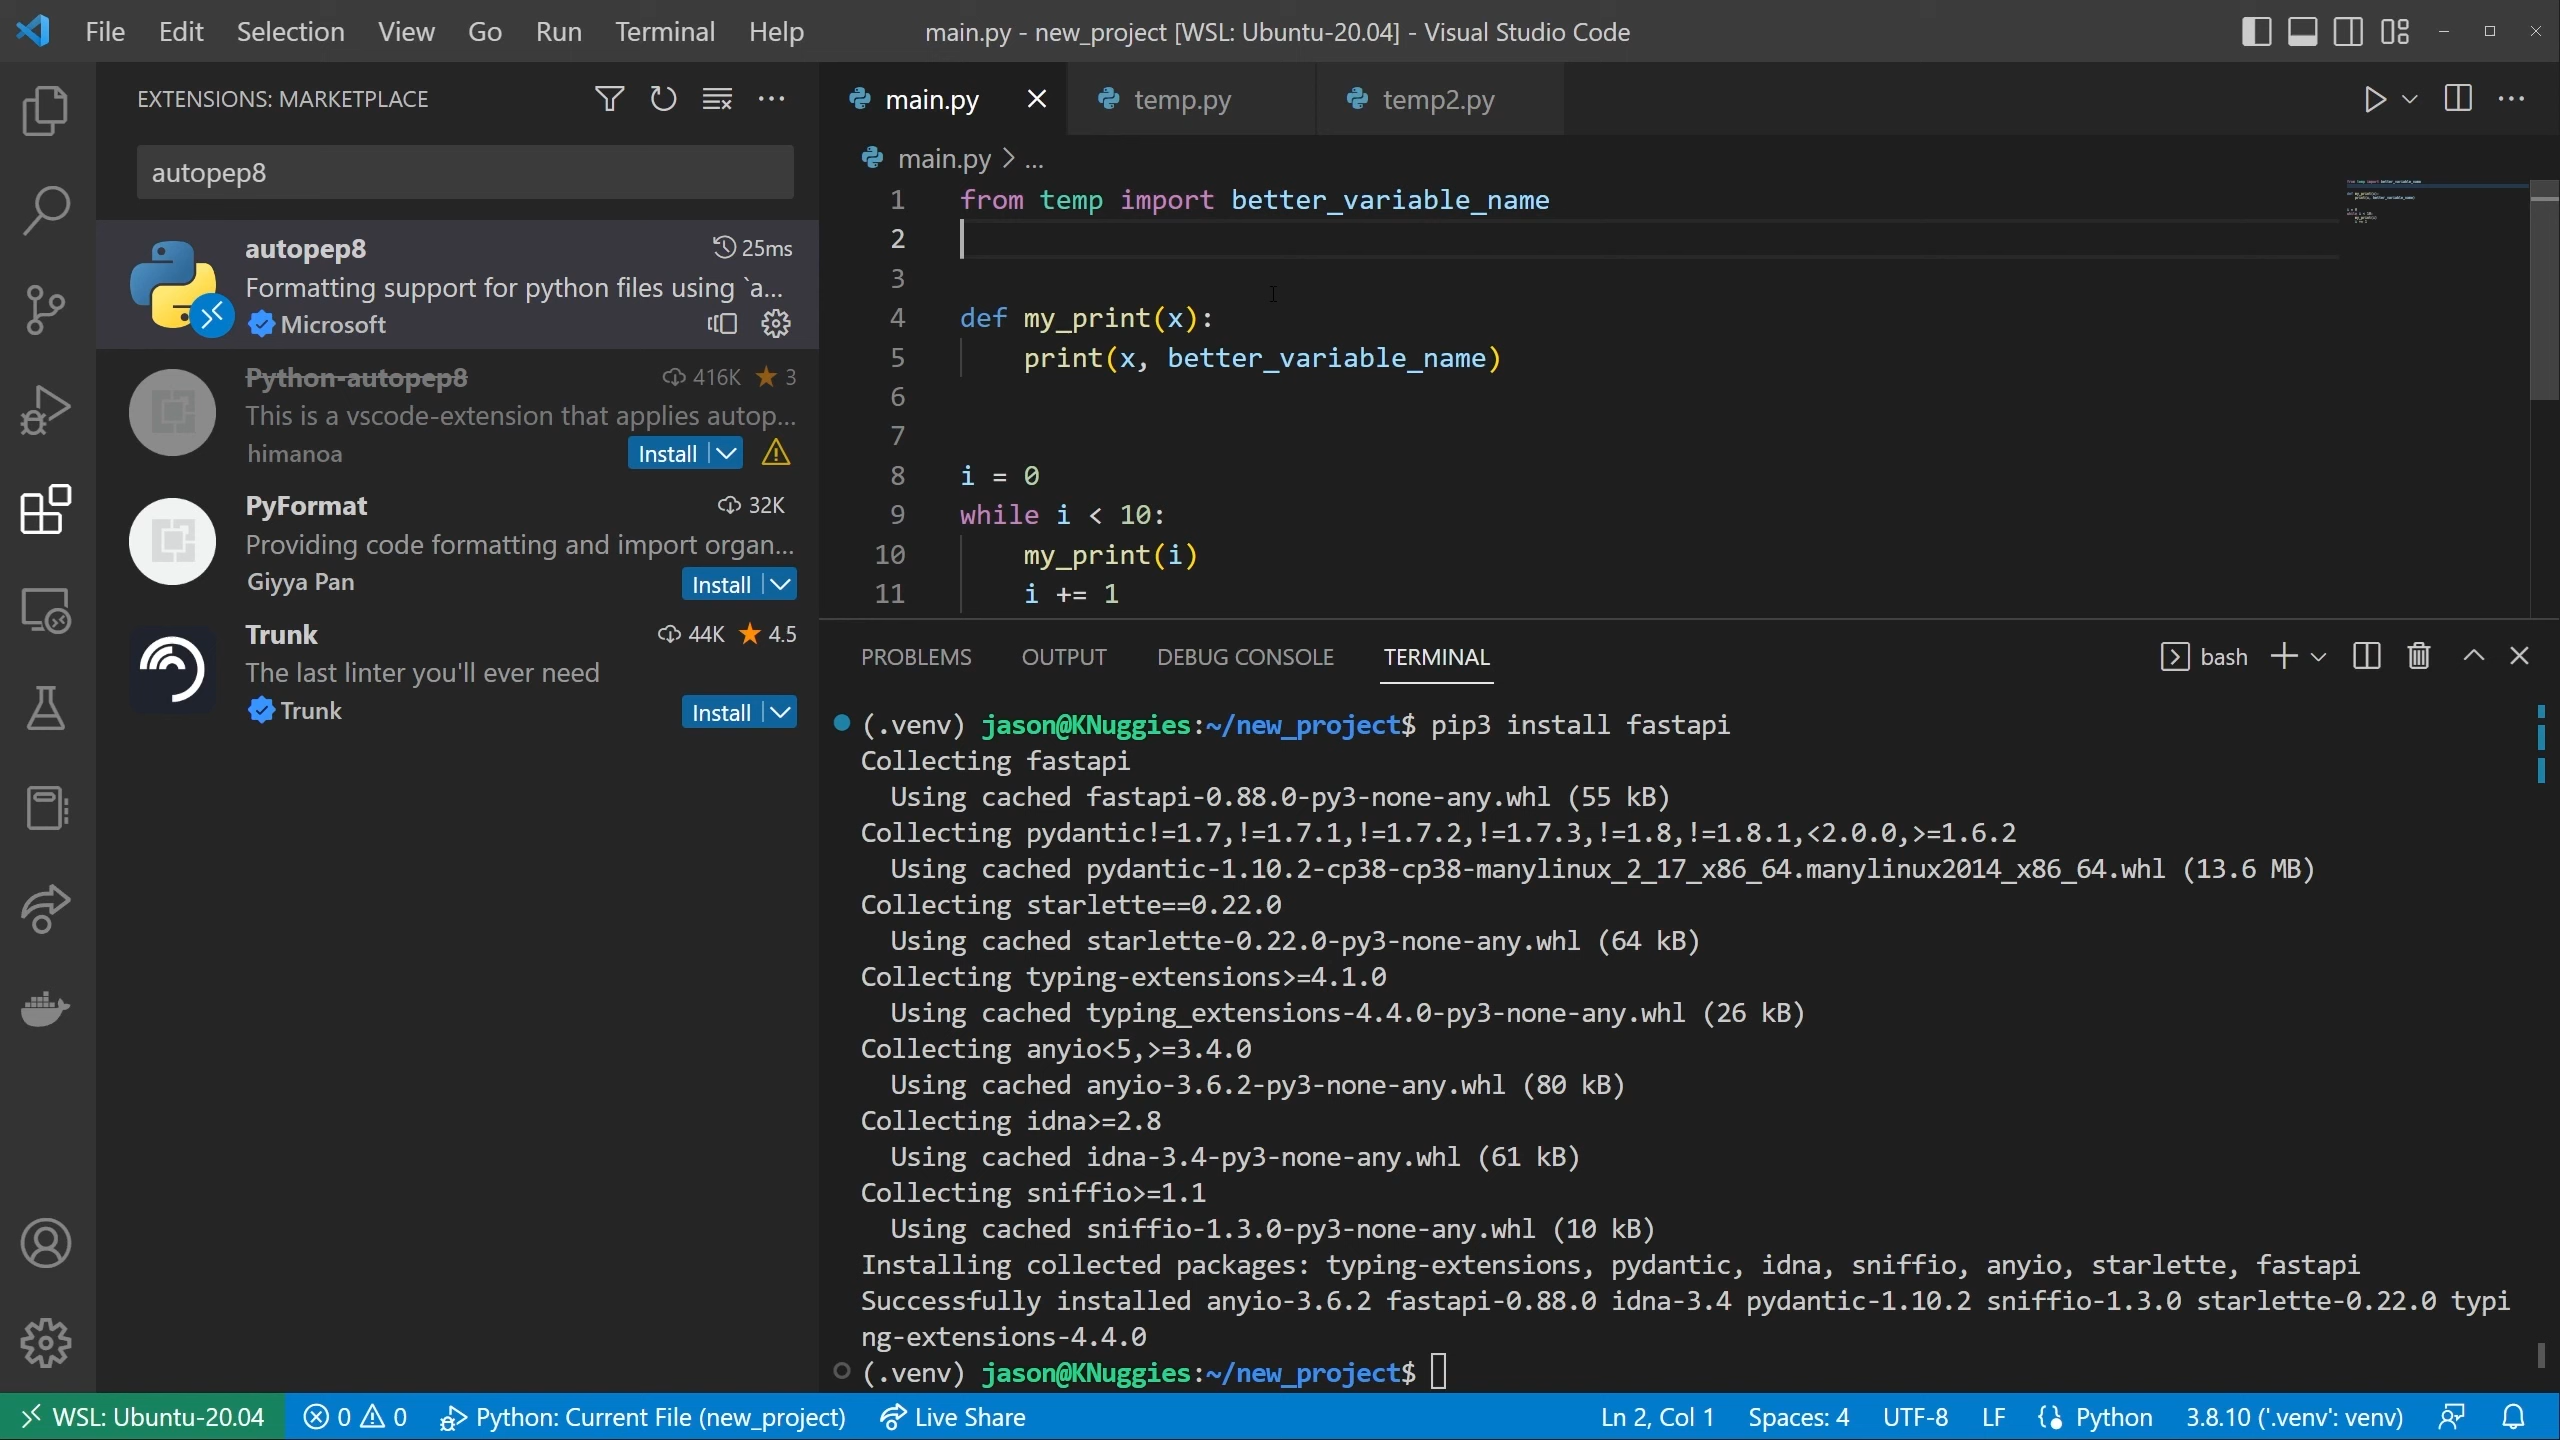 File Edit Selection View Go Run Terminal Help
main.py - new_project [WSL: Ubuntu-20.04] - Visual Studio Code
EXTENSIONS: MARKETPLACE
autopep8
autopep8 25ms
Formatting support for python files using `a...
Microsoft
Python-autopep8 416K 3
This is a vscode-extension that applies autop...
himanoa Install
PyFormat 32K
Providing code formatting and import organ...
Giyya Pan Install
Trunk 44K 4.5
The last linter you'll ever need
Trunk Install
main.py temp.py temp2.py
main.py > ...
1 from temp import better_variable_name
2
3
4 def my_print(x):
5 print(x, better_variable_name)
6
7
8 i = 0
9 while i < 10:
10 my_print(i)
11 i += 1
PROBLEMS OUTPUT DEBUG CONSOLE TERMINAL bash
(.venv) jason@KNuggies:~/new_project$ pip3 install fastapi
Collecting fastapi
Using cached fastapi-0.88.0-py3-none-any.whl (55 kB)
Collecting pydantic!=1.7,!=1.7.1,!=1.7.2,!=1.7.3,!=1.8,!=1.8.1,<2.0.0,>=1.6.2
Using cached pydantic-1.10.2-cp38-cp38-manylinux_2_17_x86_64.manylinux2014_x86_64.whl (13.6 MB)
Collecting starlette==0.22.0
Using cached starlette-0.22.0-py3-none-any.whl (64 kB)
Collecting typing-extensions>=4.1.0
Using cached typing_extensions-4.4.0-py3-none-any.whl (26 kB)
Collecting anyio<5,>=3.4.0
Using cached anyio-3.6.2-py3-none-any.whl (80 kB)
Collecting idna>=2.8
Using cached idna-3.4-py3-none-any.whl (61 kB)
Collecting sniffio>=1.1
Using cached sniffio-1.3.0-py3-none-any.whl (10 kB)
Installing collected packages: typing-extensions, pydantic, idna, sniffio, anyio, starlette, fastapi
Successfully installed anyio-3.6.2 fastapi-0.88.0 idna-3.4 pydantic-1.10.2 sniffio-1.3.0 starlette-0.22.0 typi
ng-extensions-4.4.0
(.venv) jason@KNuggies:~/new_project$
WSL: Ubuntu-20.04 0 0 Python: Current File (new_project) Live Share Ln 2, Col 1 Spaces: 4 UTF-8 LF Python 3.8.10 ('.venv': venv)